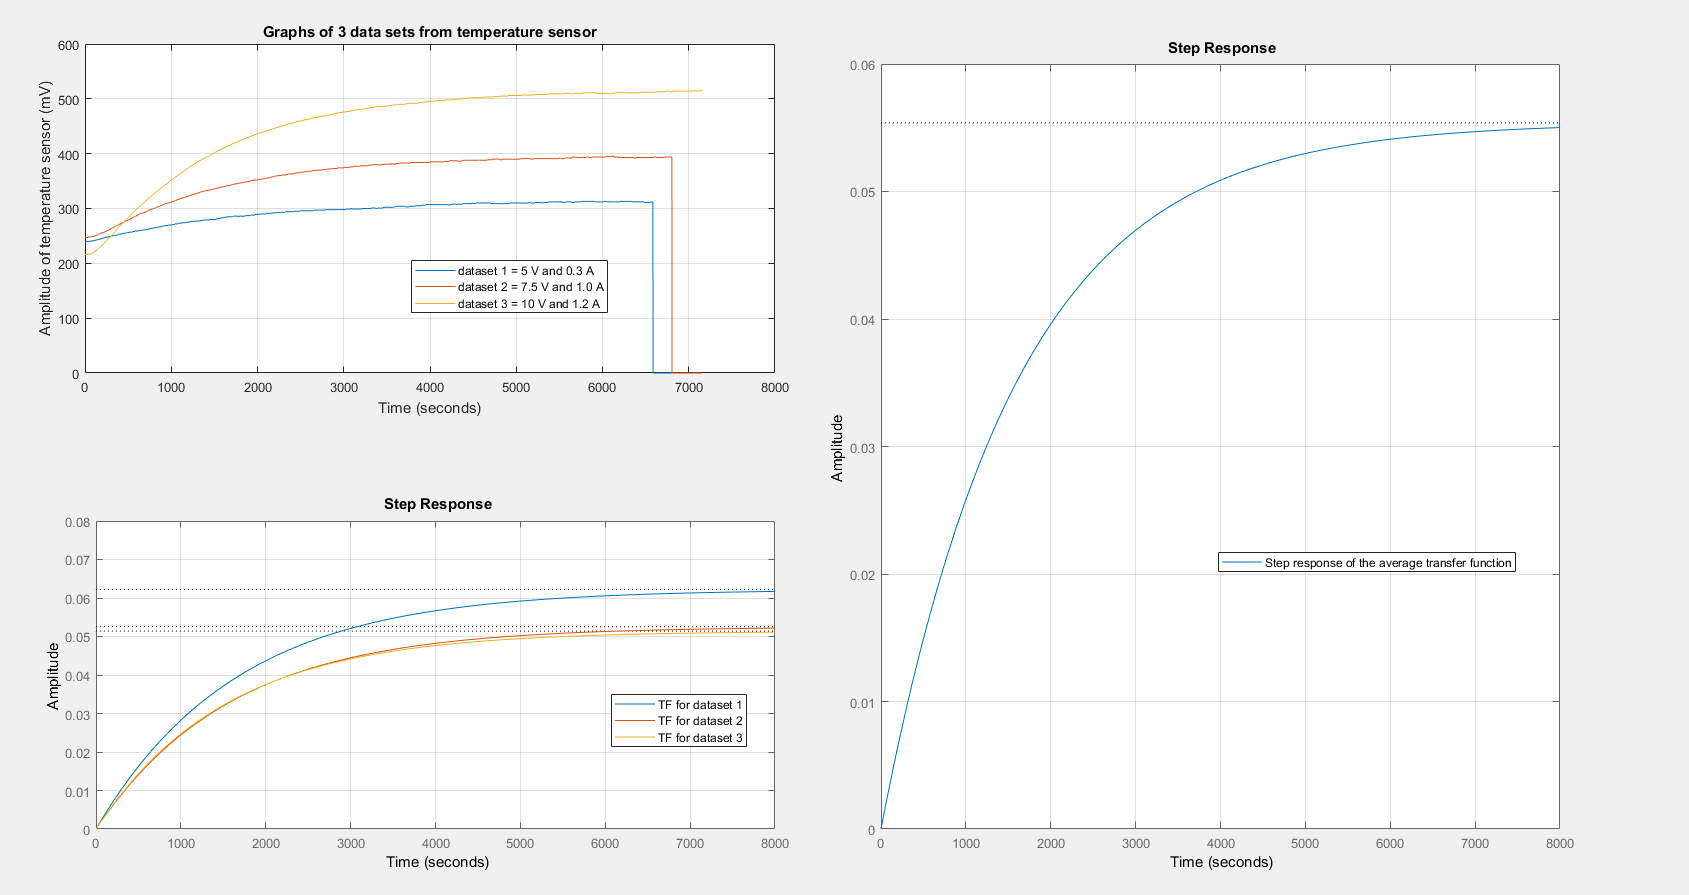 Graphs of 3 data sets from temperature sensor
Amplitude of temperature sensor (mV)
600
500
400
300
200
100
0
dataset 1 = 5 V and 0.3 A
dataset 2 = 7.5 V and 1.0 A
dataset 3 = 10 V and 1.2 A
0 1000 2000 3000 4000 5000 6000 7000 8000
Time (seconds)
Step Response
Amplitude
0.08
0.07
0.06
0.05
0.04
0.03
0.02
0.01
0
TF for dataset 1
TF for dataset 2
TF for dataset 3
0 1000 2000 3000 4000 5000 6000 7000 8000
Time (seconds)
Step Response
Amplitude
0.06
0.05
0.04
0.03
0.02
0.01
0
Step response of the average transfer function
0 1000 2000 3000 4000 5000 6000 7000 8000
Time (seconds)